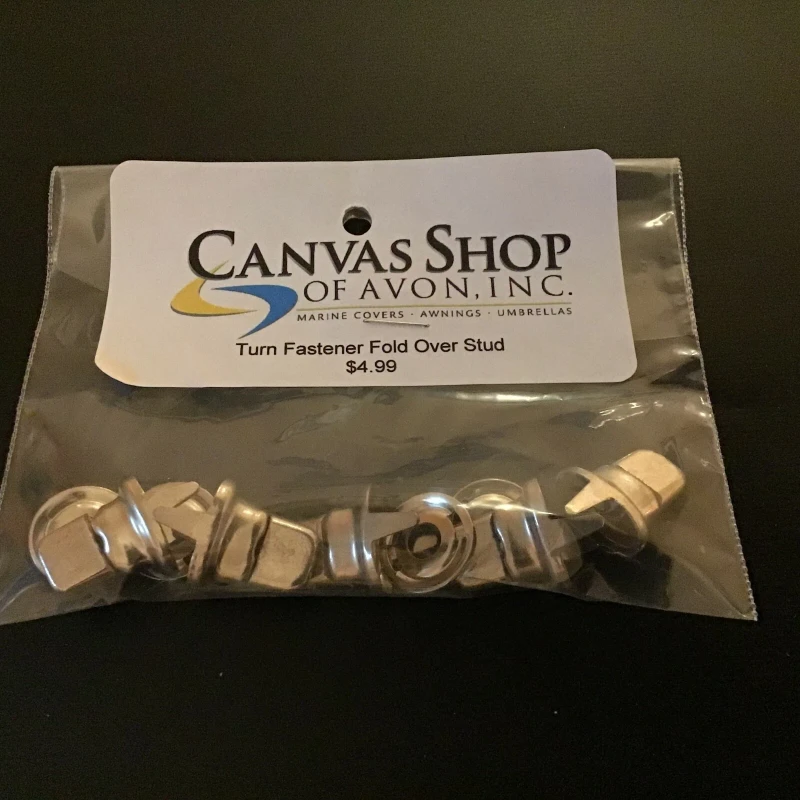 CANVAS SHOP
OF AVON, INC.
MARINE COVERS · AWNINGS · UMBRELLAS
Turn Fastener Fold Over Stud
$4.99